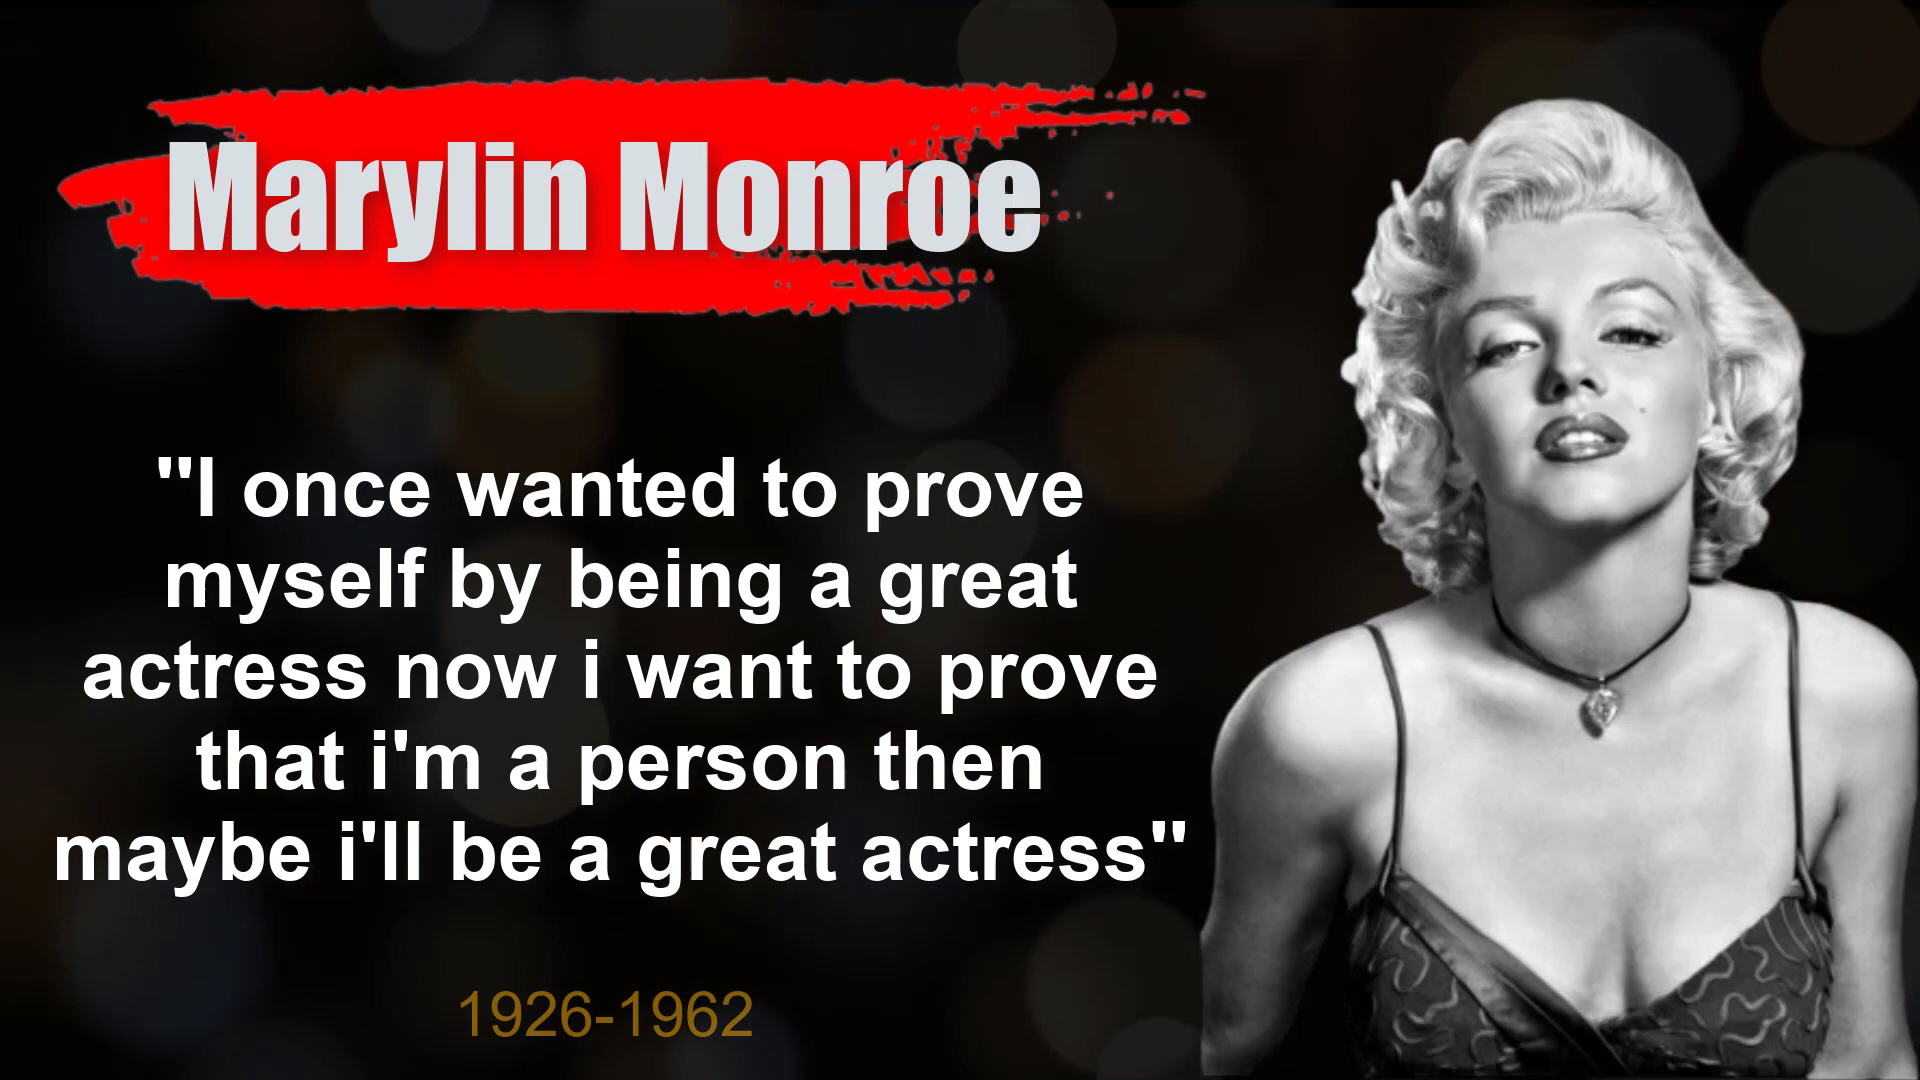 Marylin Monroe
"I once wanted to prove
myself by being a great
actress now i want to prove
that i'm a person then
maybe i'll be a great actress"
1926-1962